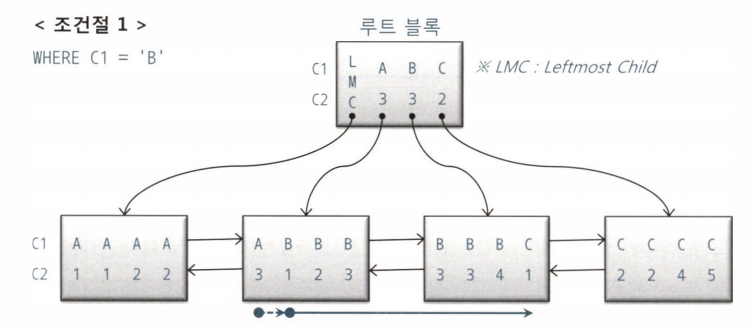 < 조건절 1 >
WHERE C1 = 'B'
루트 블록
※ LMC : Leftmost Child
C1 LMC A B C
C2 3 3 2
C1 A A A A A B B B B B B C C C C C
C2 1 1 2 2 3 1 2 3 3 3 4 1 2 2 4 5